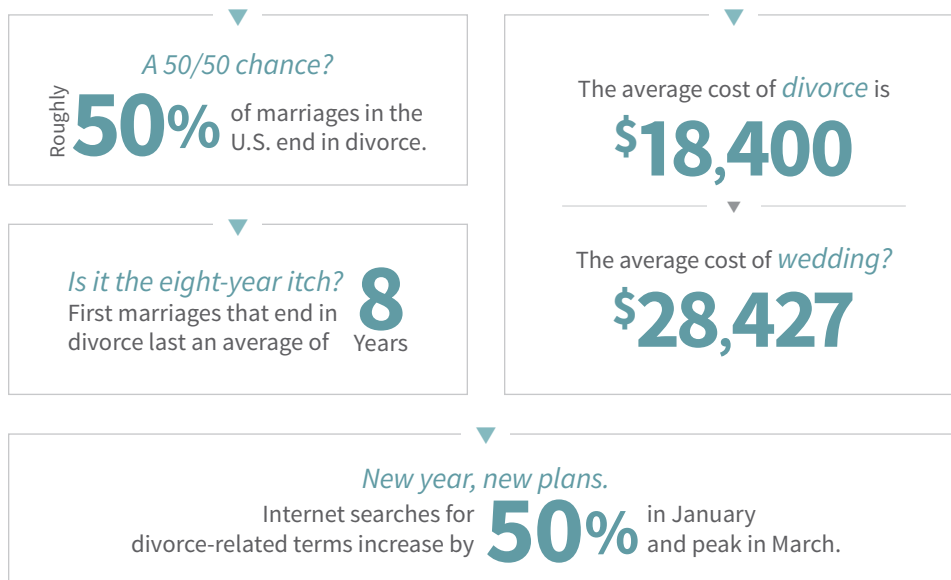 A 50/50 chance?
Roughly
50% of marriages in the
U.S. end in divorce.
Is it the eight-year itch?
First marriages that end in
divorce last an average of
8
Years
The average cost of divorce is
$18,400
The average cost of wedding?
$28,427
New year, new plans.
Internet searches for
divorce-related terms increase by
50%
in January
and peak in March.